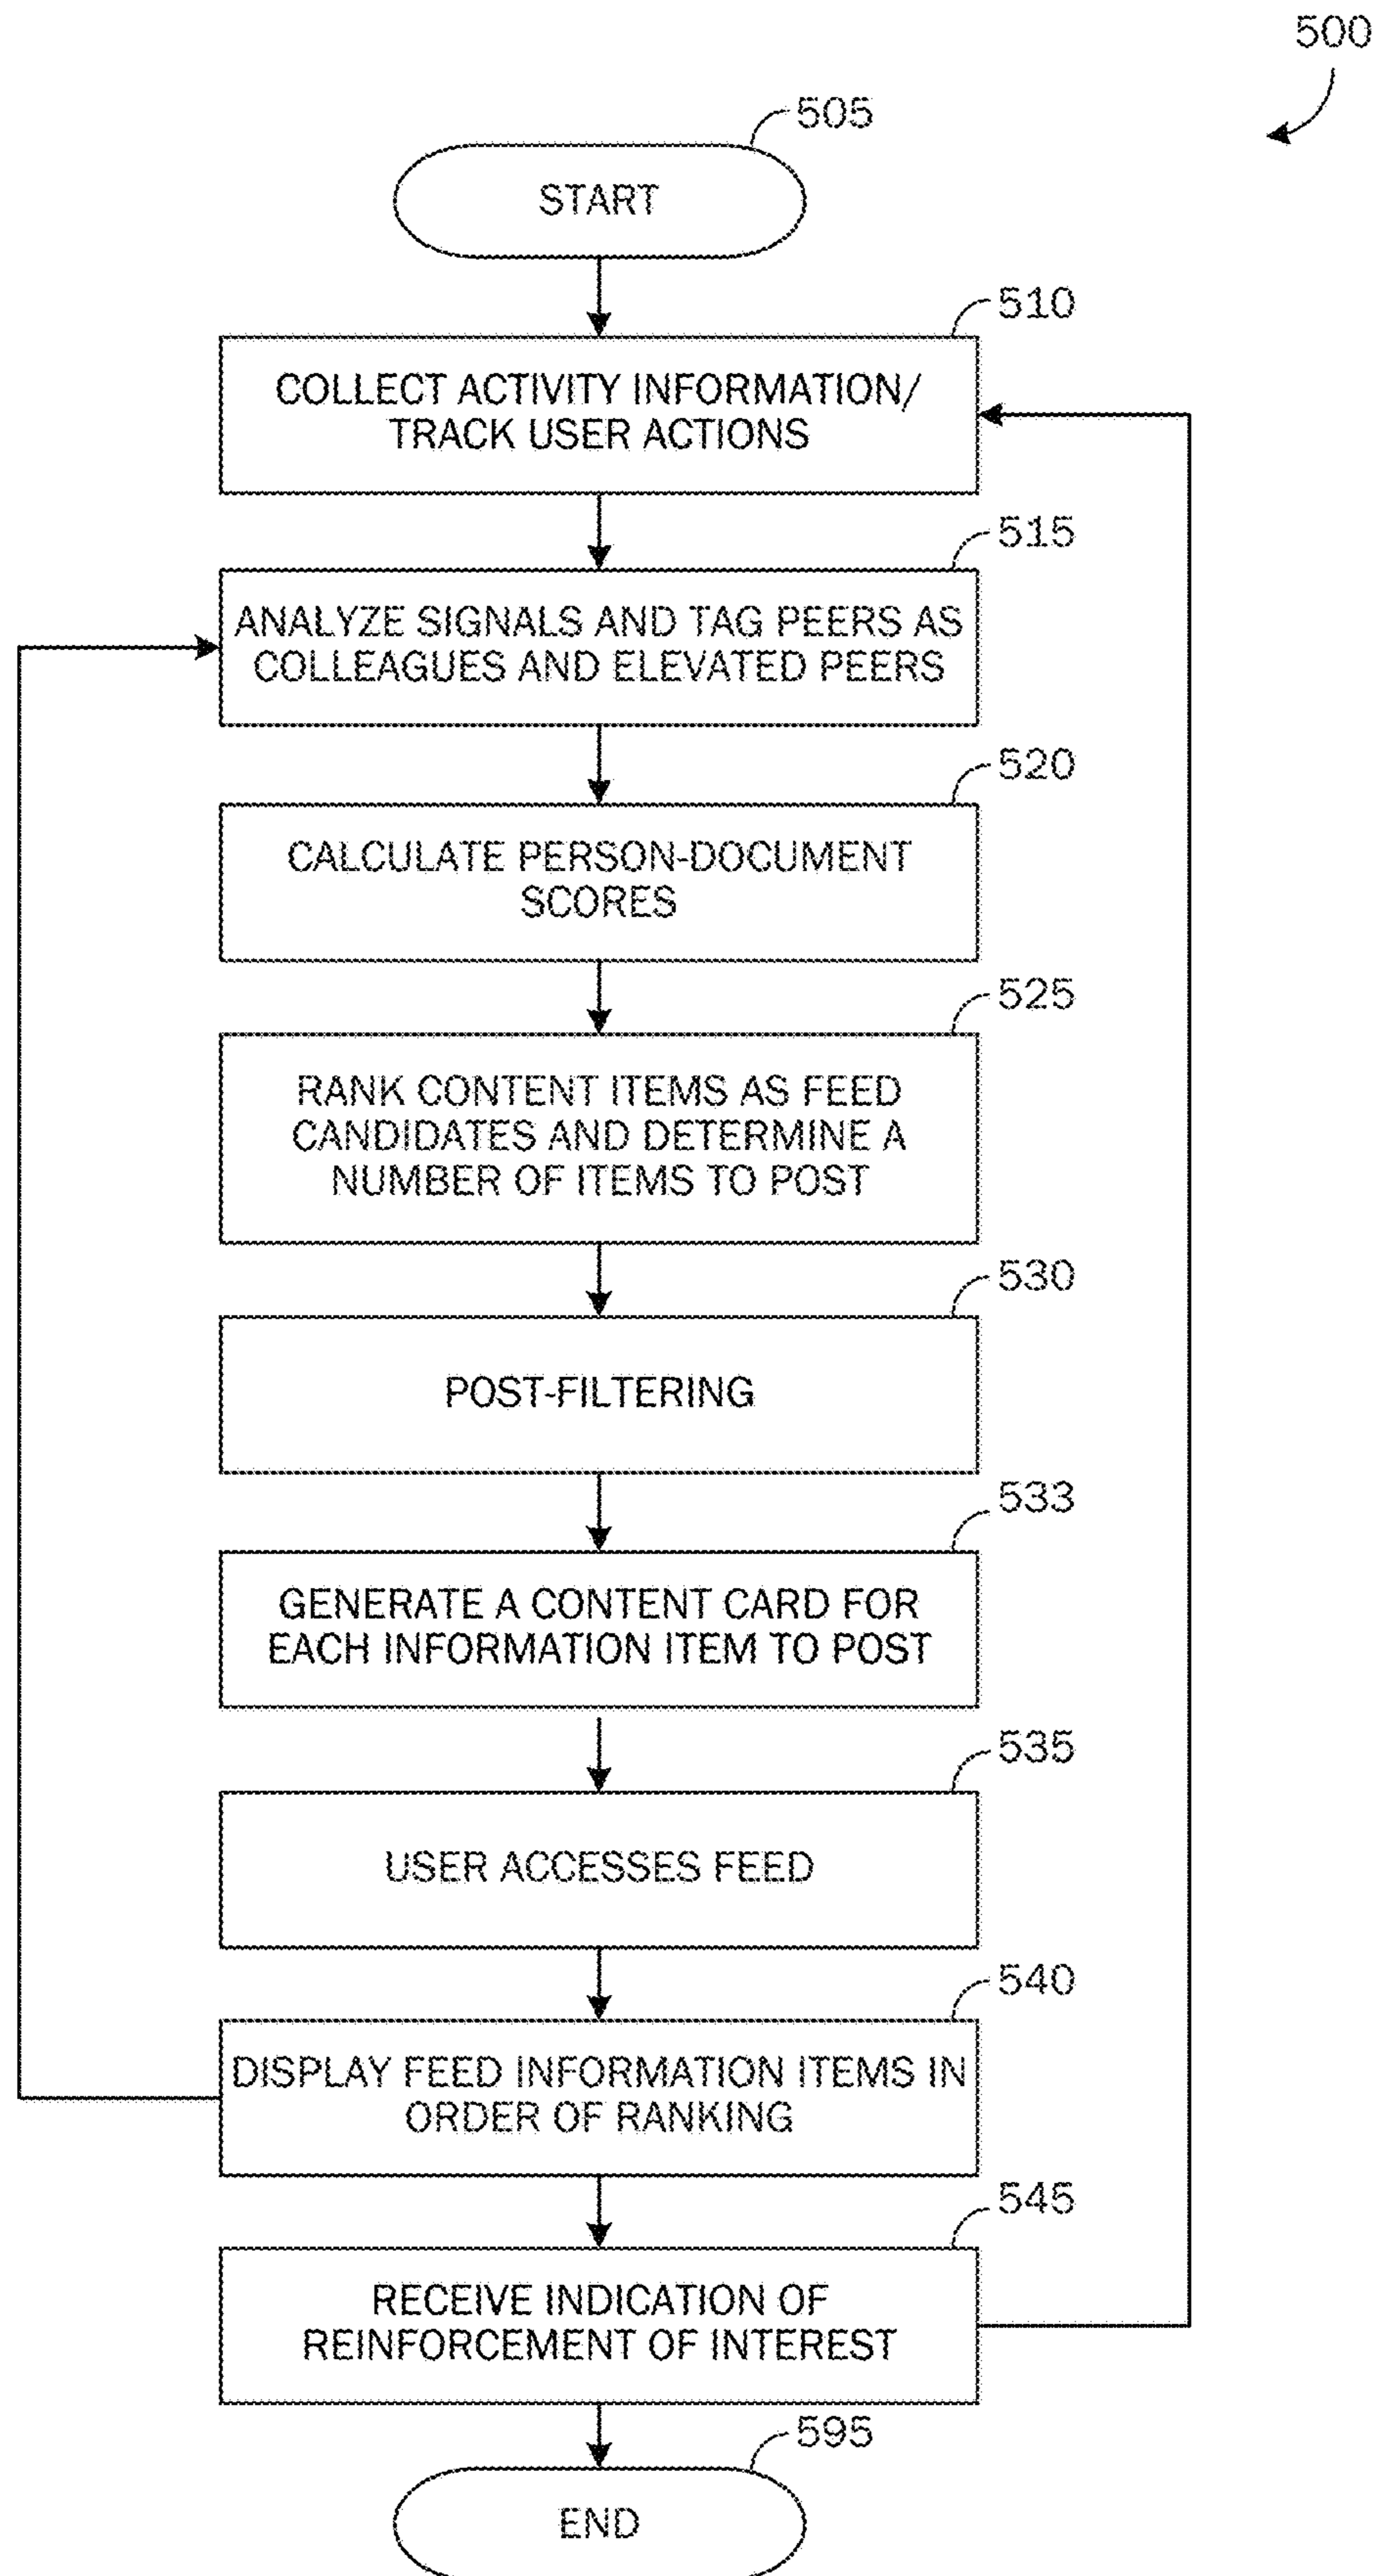 500
505
START
510
COLLECT ACTIVITY INFORMATION/
TRACK USER ACTIONS
515
ANALYZE SIGNALS AND TAG PEERS AS
COLLEAGUES AND ELEVATED PEERS
520
CALCULATE PERSON-DOCUMENT
SCORES
525
RANK CONTENT ITEMS AS FEED
CANDIDATES AND DETERMINE A
NUMBER OF ITEMS TO POST
530
POST-FILTERING
533
GENERATE A CONTENT CARD FOR
EACH INFORMATION ITEM TO POST
535
USER ACCESSES FEED
540
DISPLAY FEED INFORMATION ITEMS IN
ORDER OF RANKING
545
RECEIVE INDICATION OF
REINFORCEMENT OF INTEREST
595
END